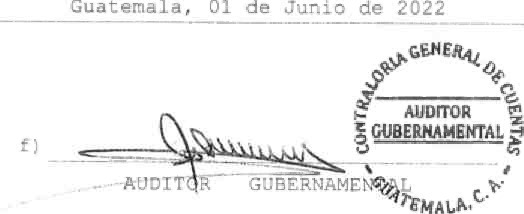 Guatemala, 01 de Junio de 2022
CONTRALORIA GENERAL DE CUENTAS
AUDITOR
GUBERNAMENTAL
GUATEMALA, C.A.
f)
AUDITOR GUBERNAMENTAL